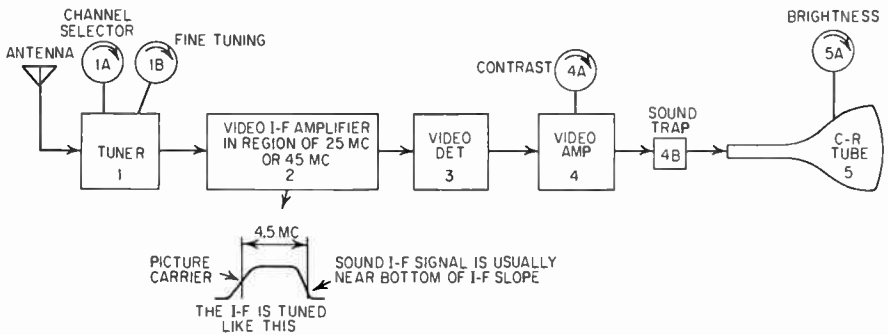 CHANNEL
SELECTOR
FINE TUNING
BRIGHTNESS
ANTENNA
1A
1B
CONTRAST
4A
5A
TUNER
1
VIDEO I-F AMPLIFIER
IN REGION OF 25 MC
OR 45 MC
2
VIDEO
DET
3
VIDEO
AMP
4
SOUND
TRAP
4B
C-R
TUBE
5
4.5 MC
PICTURE
CARRIER
SOUND I-F SIGNAL IS USUALLY
NEAR BOTTOM OF I-F SLOPE
THE I-F IS TUNED
LIKE THIS